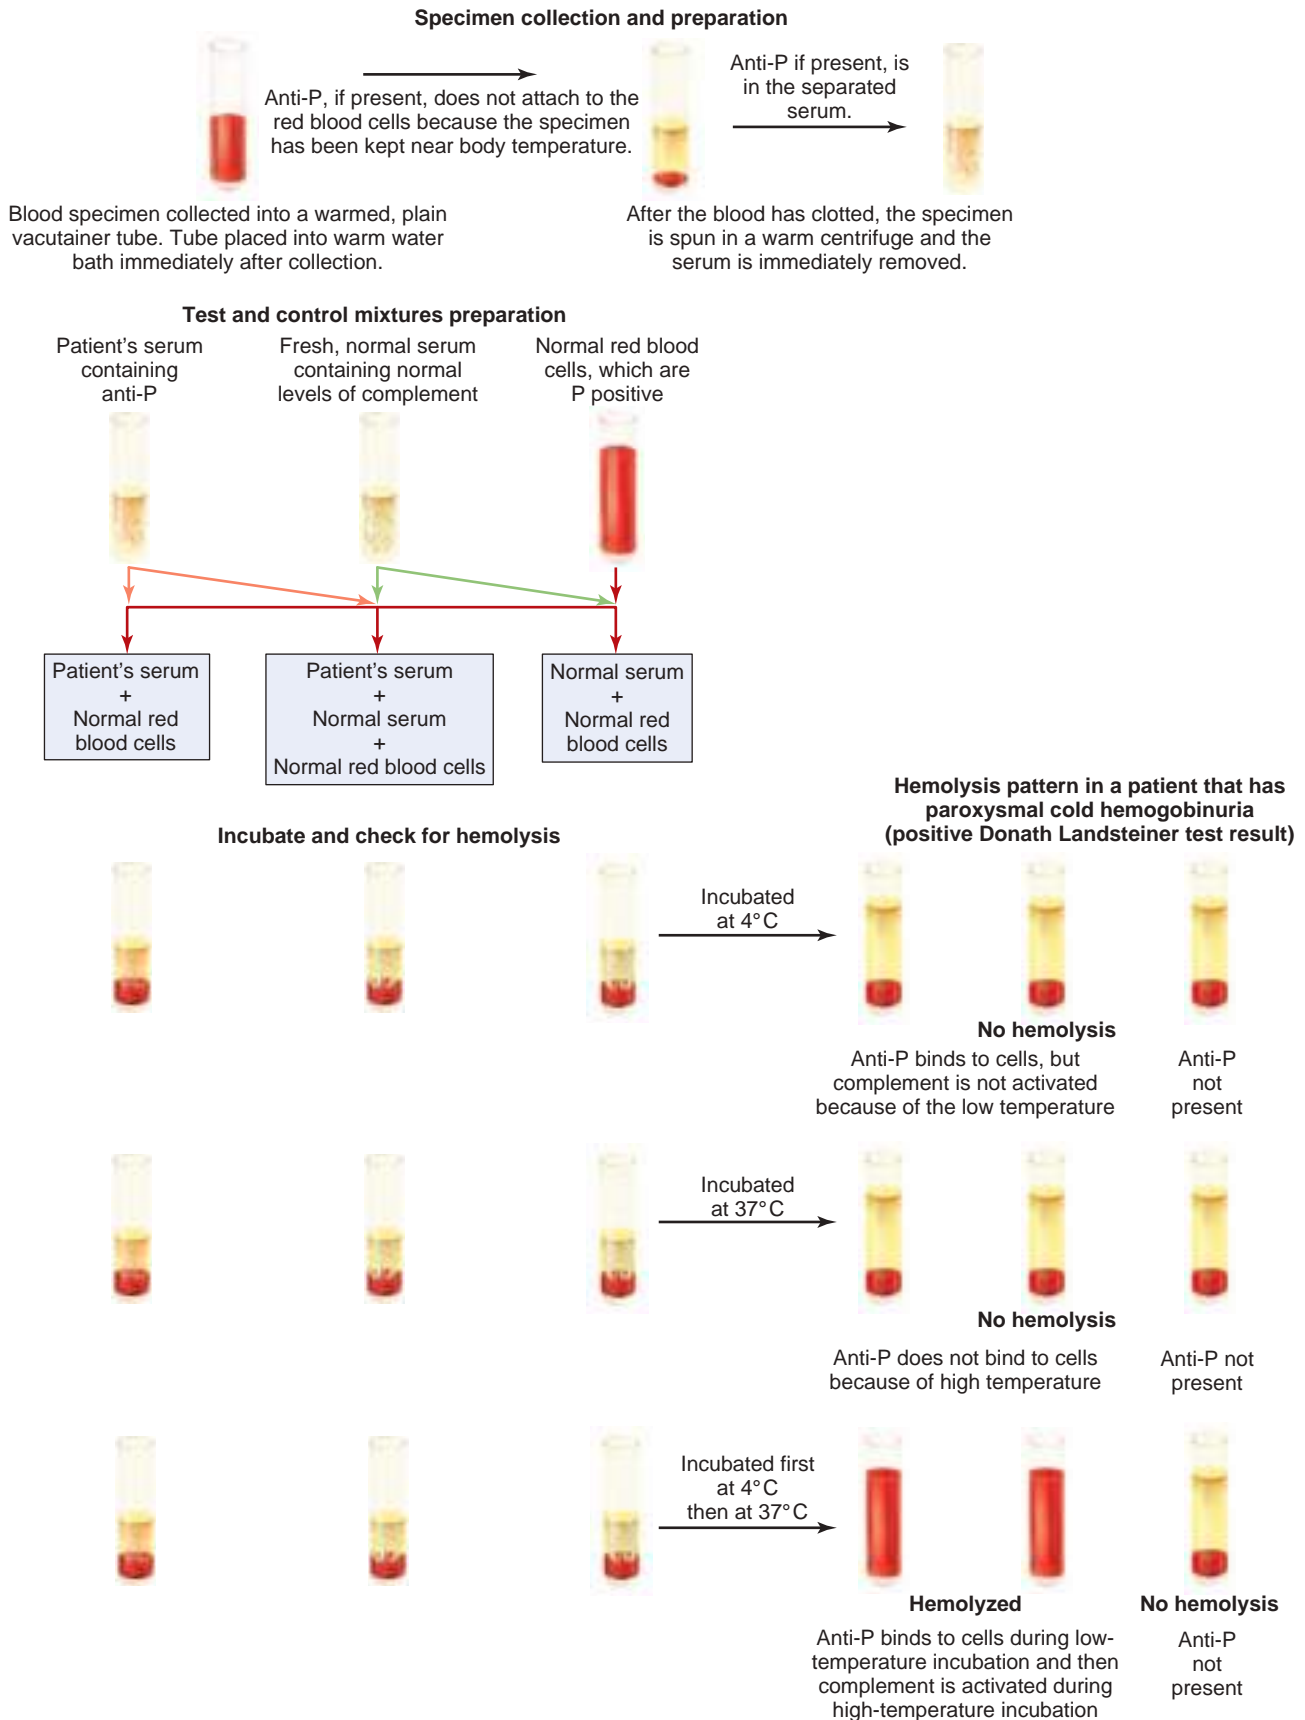 Specimen collection and preparation
Anti-P, if present, does not attach to the
red blood cells because the specimen
has been kept near body temperature.
Anti-P if present, is
in the separated
serum.
Blood specimen collected into a warmed, plain
vacutainer tube. Tube placed into warm water
bath immediately after collection.
After the blood has clotted, the specimen
is spun in a warm centrifuge and the
serum is immediately removed.
Test and control mixtures preparation
Patient's serum
containing
anti-P
Fresh, normal serum
containing normal
levels of complement
Normal red blood
cells, which are
P positive
Patient's serum
+
Normal red
blood cells
Patient's serum
+
Normal serum
+
Normal red blood cells
Normal serum
+
Normal red
blood cells
Hemolysis pattern in a patient that has
paroxysmal cold hemogobinuria
(positive Donath Landsteiner test result)
Incubate and check for hemolysis
Incubated
at 4°C
No hemolysis
Anti-P binds to cells, but
complement is not activated
because of the low temperature
Anti-P
not
present
Incubated
at 37°C
No hemolysis
Anti-P does not bind to cells
because of high temperature
Anti-P not
present
Incubated first
at 4°C
then at 37°C
Hemolyzed
Anti-P binds to cells during low-
temperature incubation and then
complement is activated during
high-temperature incubation
No hemolysis
Anti-P
not
present